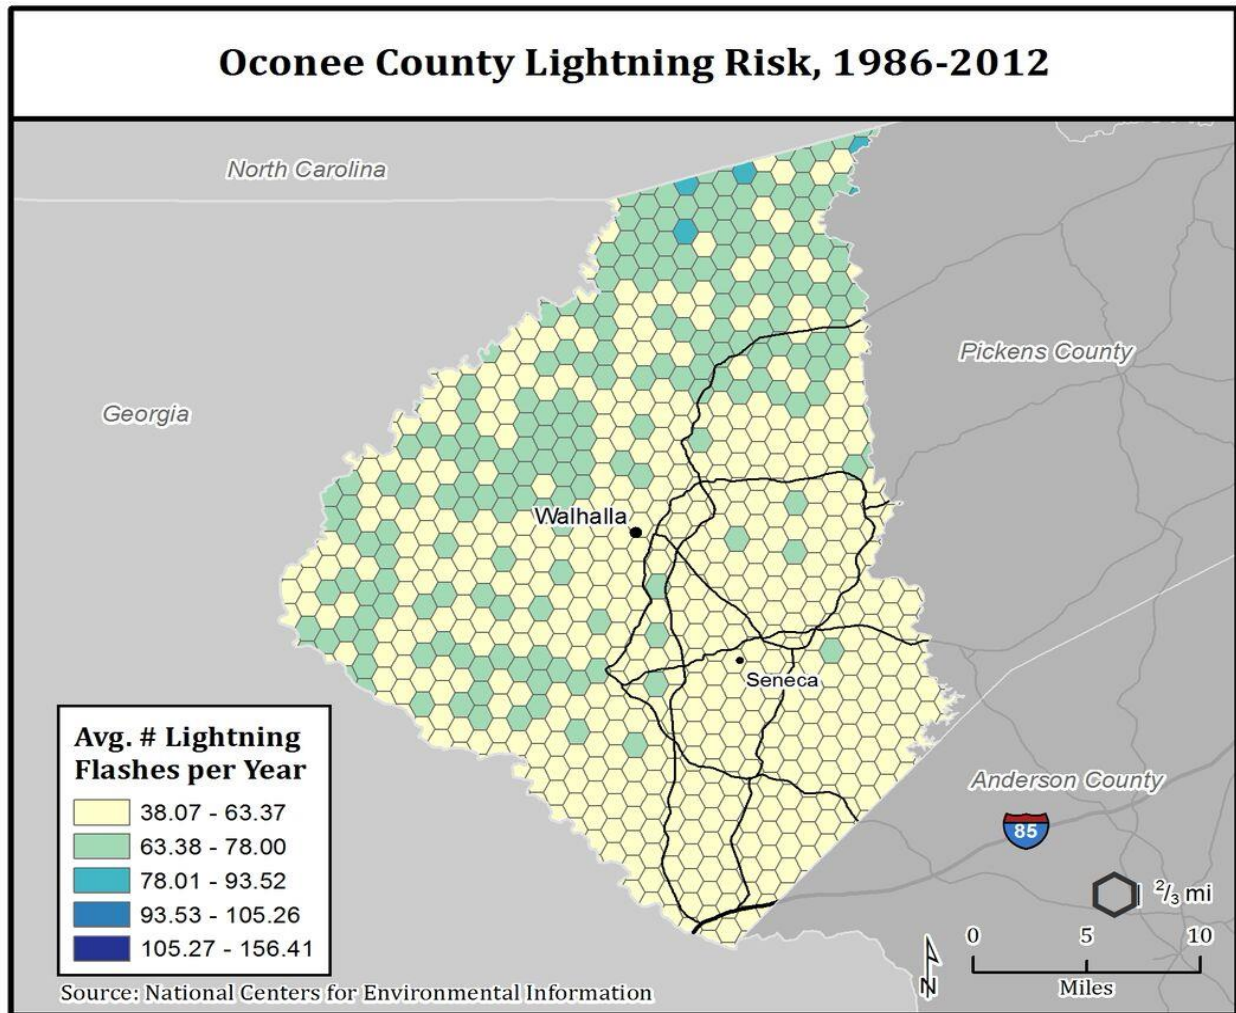 Oconee County Lightning Risk, 1986-2012
North Carolina
Pickens County
Georgia
Walhalla
Seneca
Avg. # Lightning
Flashes per Year
38.07 - 63.37
63.38 - 78.00
78.01 - 93.52
93.53 - 105.26
105.27 - 156.41
Anderson County
85
2/3 mi
0 5 10
Miles
N
Source: National Centers for Environmental Information